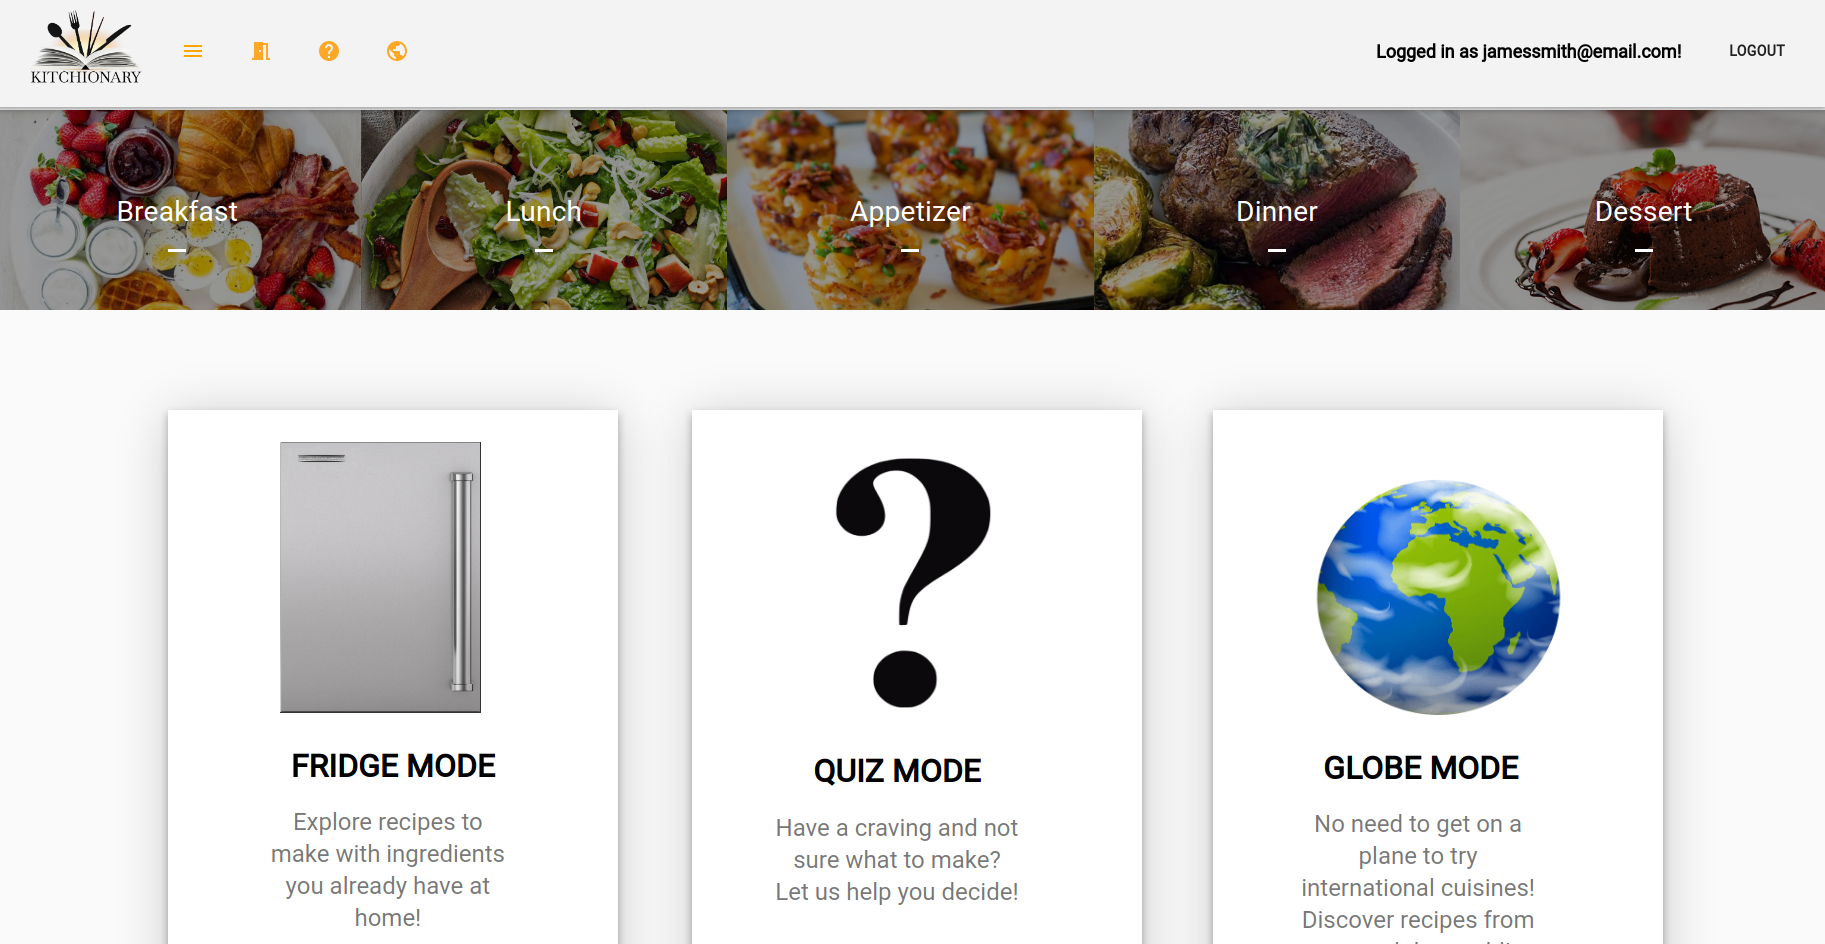 KITCHIONARY
Logged in as jamessmith@email.com!
LOGOUT
Breakfast
Lunch
Appetizer
Dinner
Dessert
FRIDGE MODE
Explore recipes to
make with ingredients
you already have at
home!
QUIZ MODE
Have a craving and not
sure what to make?
Let us help you decide!
GLOBE MODE
No need to get on a
plane to try
international cuisines!
Discover recipes from